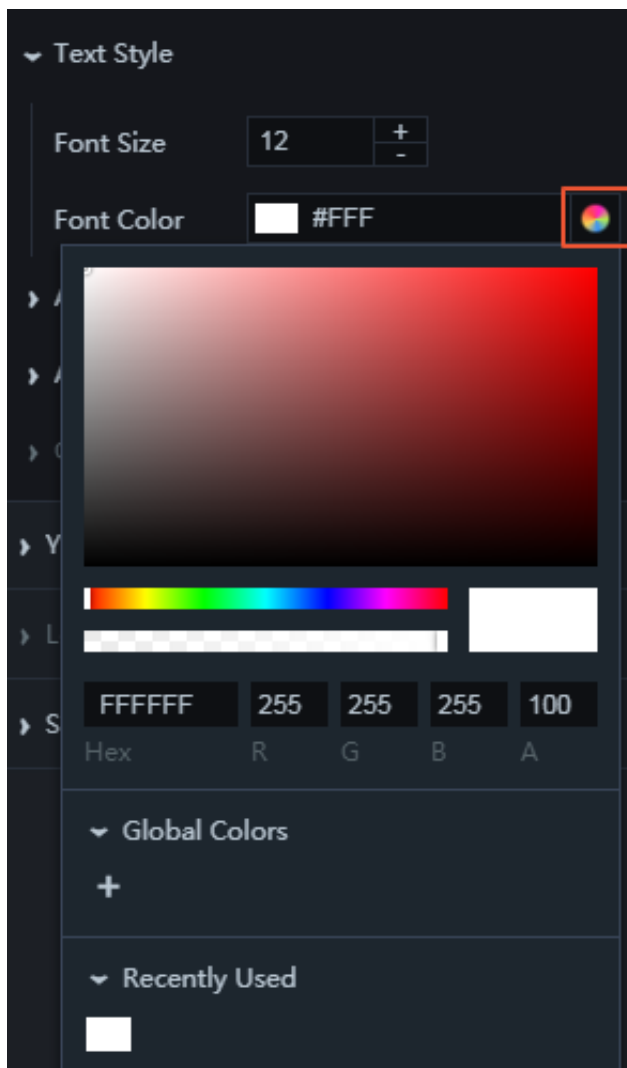 Text Style
Font Size 12 + -
Font Color #FFF
A
A
Y
L
S
FFFFFF 255 255 255 100
Hex R G B A
Global Colors
+
Recently Used